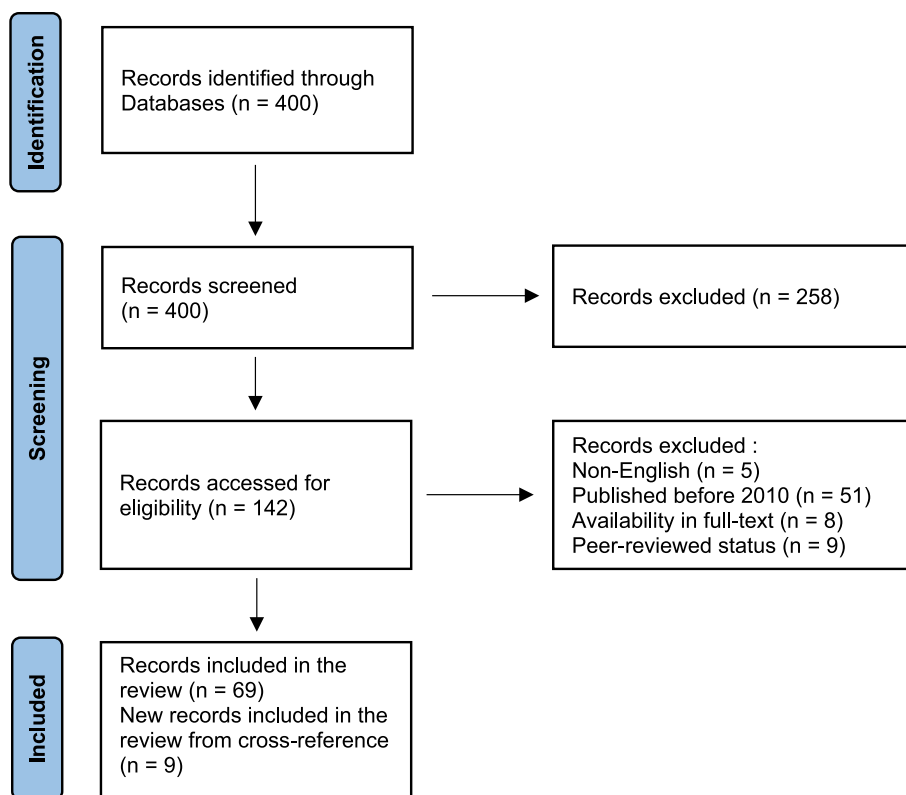 Identification
Records identified through
Databases (n = 400)
Screening
Records screened
(n = 400)
Records excluded (n = 258)
Records accessed for
eligibility (n = 142)
Records excluded :
Non-English (n = 5)
Published before 2010 (n = 51)
Availability in full-text (n = 8)
Peer-reviewed status (n = 9)
Included
Records included in the
review (n = 69)
New records included in the
review from cross-reference
(n = 9)